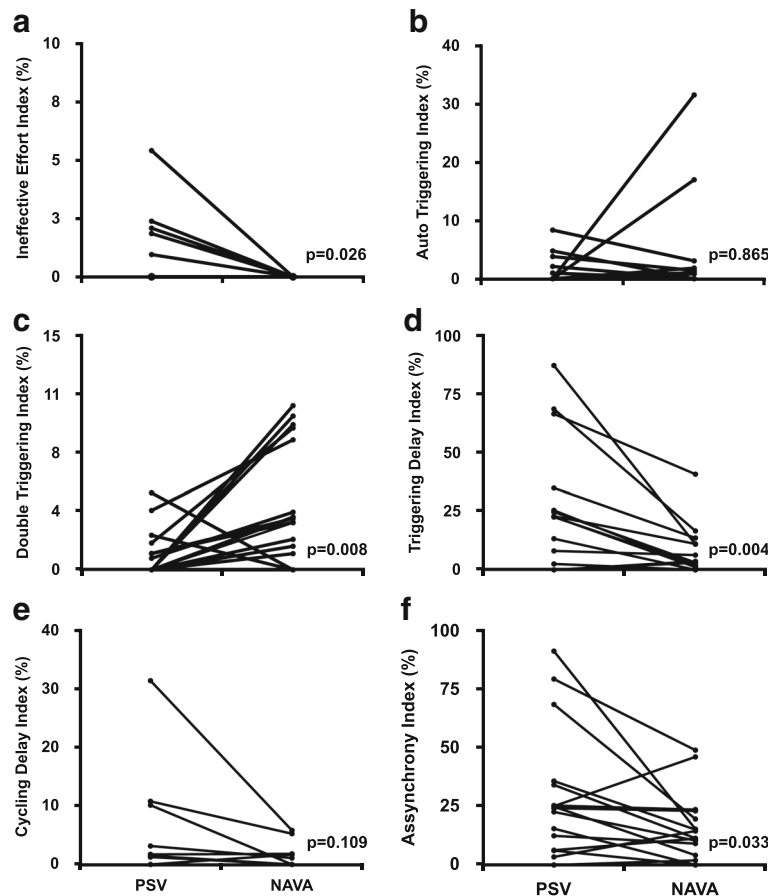 a
b
Ineffective Effort Index (%)
10
8
5
3
0
p=0.026
Auto Triggering Index (%)
40
30
20
10
0
p=0.865
c
d
Double Triggering Index (%)
15
11
8
4
0
p=0.008
Triggering Delay Index (%)
100
75
50
25
0
p=0.004
e
f
Cycling Delay Index (%)
40
30
20
10
0
p=0.109
PSV
NAVA
Assynchrony Index (%)
100
75
50
25
0
p=0.033
PSV
NAVA